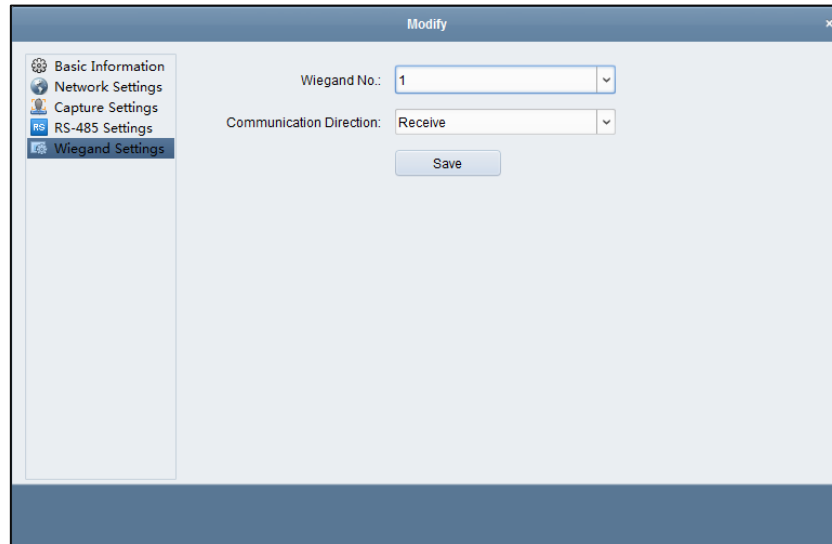 Modify
Basic Information
Network Settings
Capture Settings
RS RS-485 Settings
Wiegand Settings
Wiegand No.: 1
Communication Direction: Receive
Save